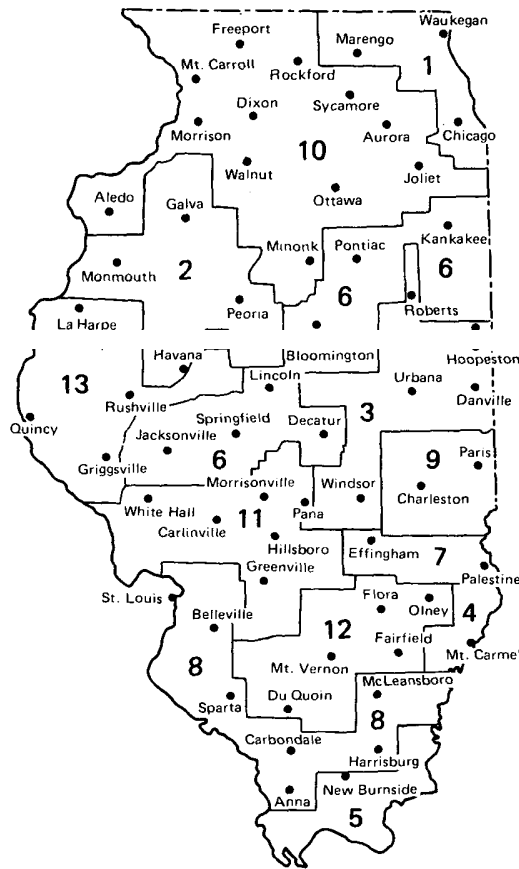 Waukegan
Freeport
Marengo
1
Mt. Carroll
Rockford
Dixon
Sycamore
Morrison
Aurora
Chicago
10
Walnut
Joliet
Aledo
Ottawa
Galva
Kankakee
Minonk
Pontiac
2
6
Monmouth
6
Peoria
Roberts
La Harpe
Bloomington
Hoopeston
Havana
13
Lincoln
Urbana
Danville
Rushville
3
Quincy
Springfield
Decatur
Jacksonville
6
9
Paris
Griggsville
Morrisonville
Windsor
Charleston
White Hall
11
Pana
Carlinville
Hillsboro
Effingham
7
Greenville
Palestine
St. Louis
Flora
Olney
4
Belleville
12
Fairfield
Mt. Carmel
Mt. Vernon
8
McLeansboro
Sparta
Du Quoin
8
Carbondale
Harrisburg
Anna
New Burnside
5